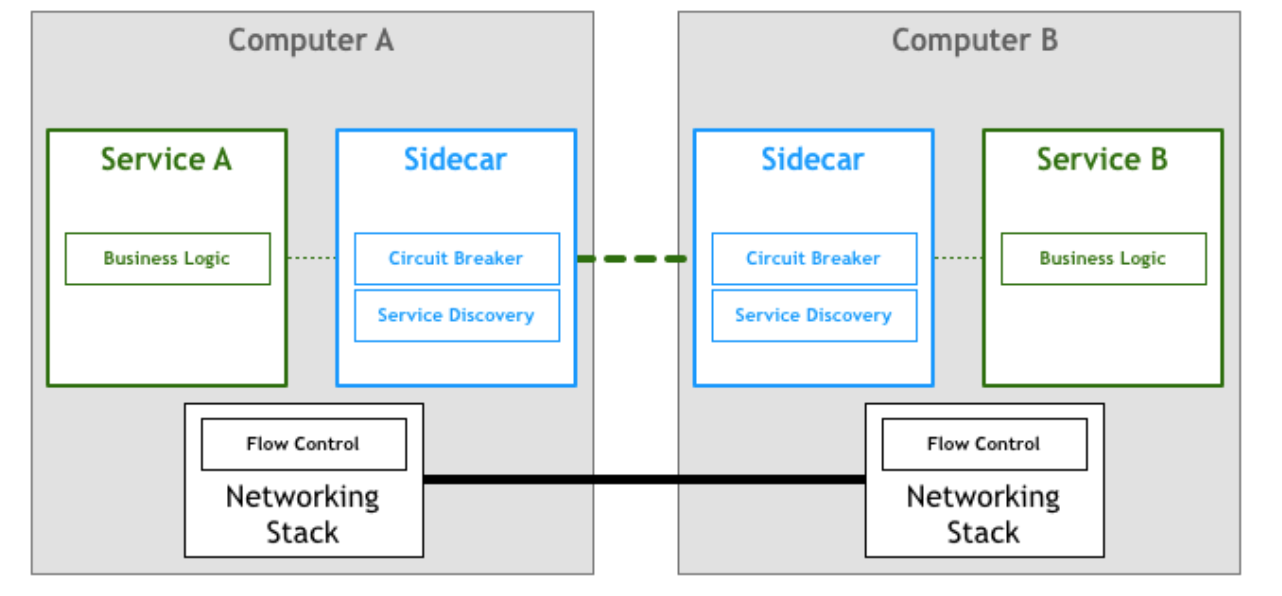 Computer A
Service A
Business Logic
Sidecar
Circuit Breaker
Service Discovery
Flow Control
Networking
Stack
Computer B
Sidecar
Circuit Breaker
Service Discovery
Service B
Business Logic
Flow Control
Networking
Stack